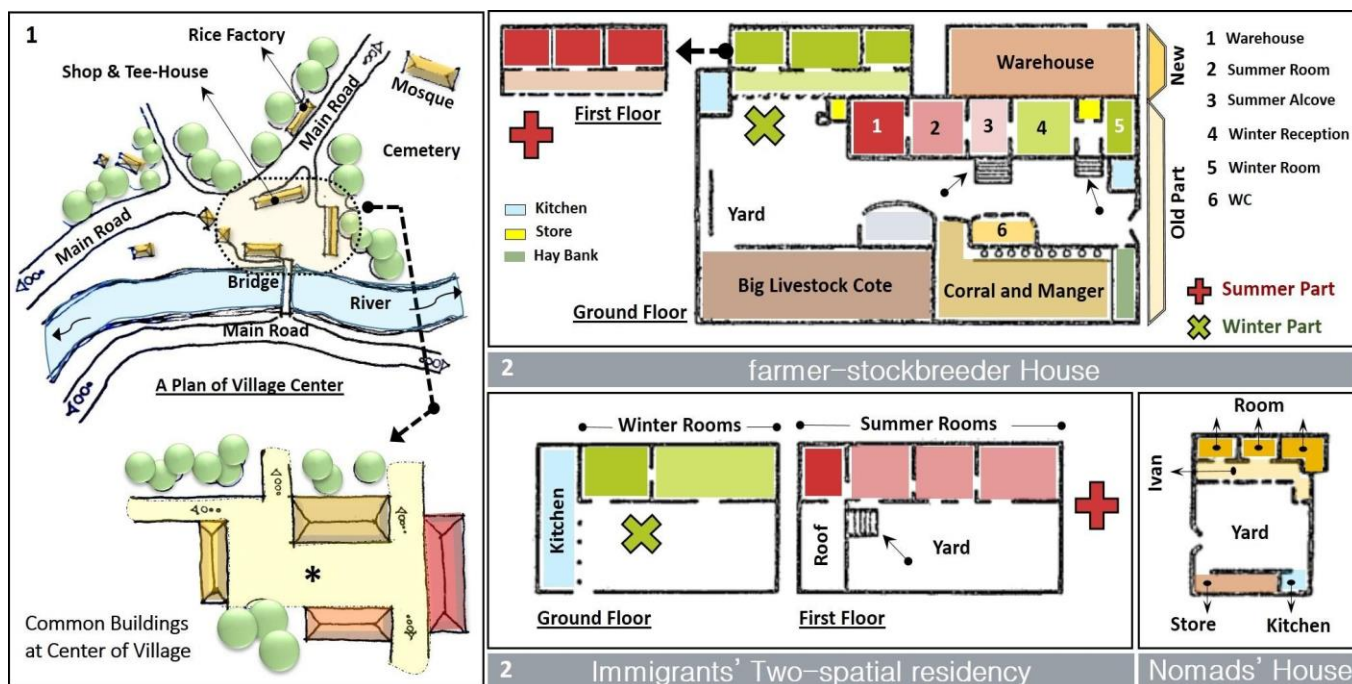 1
Rice Factory
Shop & Tee-House
Main Road
Mosque
Cemetery
Main Road
Bridge
River
Main Road
A Plan of Village Center
*
Common Buildings
at Center of Village
First Floor
Kitchen
Store
Hay Bank
Ground Floor
Warehouse
1
2
3
4
5
Yard
6
Big Livestock Cote
Corral and Manger
New
Old Part
1 Warehouse
2 Summer Room
3 Summer Alcove
4 Winter Reception
5 Winter Room
6 WC
Summer Part
Winter Part
2 farmer-stockbreeder House
Winter Rooms
Kitchen
Ground Floor
Summer Rooms
Roof
Yard
First Floor
2 Immigrants' Two-spatial residency
Room
Ivan
Yard
Store
Kitchen
Nomads' House